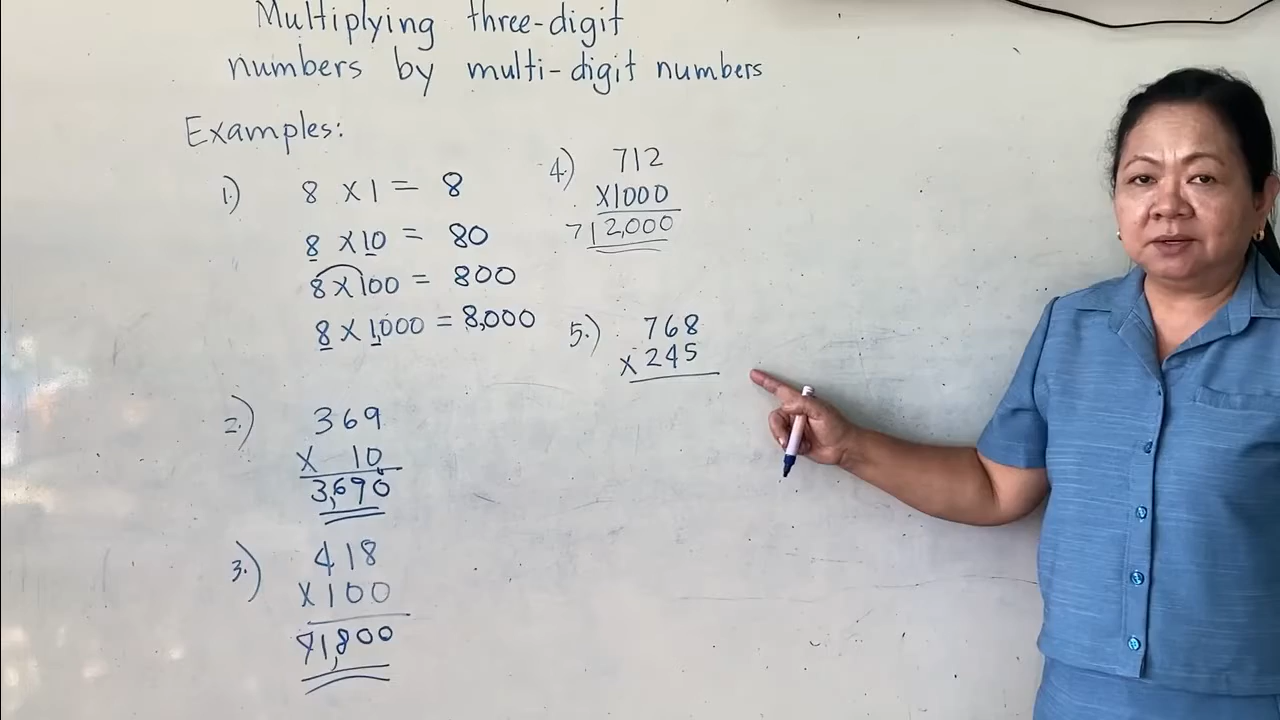 Multiplying three-digit
numbers by multi-digit numbers
Examples:
1.) 8 x 1 = 8
8 x 10 = 80
8 x 100 = 800
8 x 1,000 = 8,000
2.) 369
x 10
3,690
3.) 418
x 100
41,800
4.) 712
x 1000
712,000
5.) 768
x 245